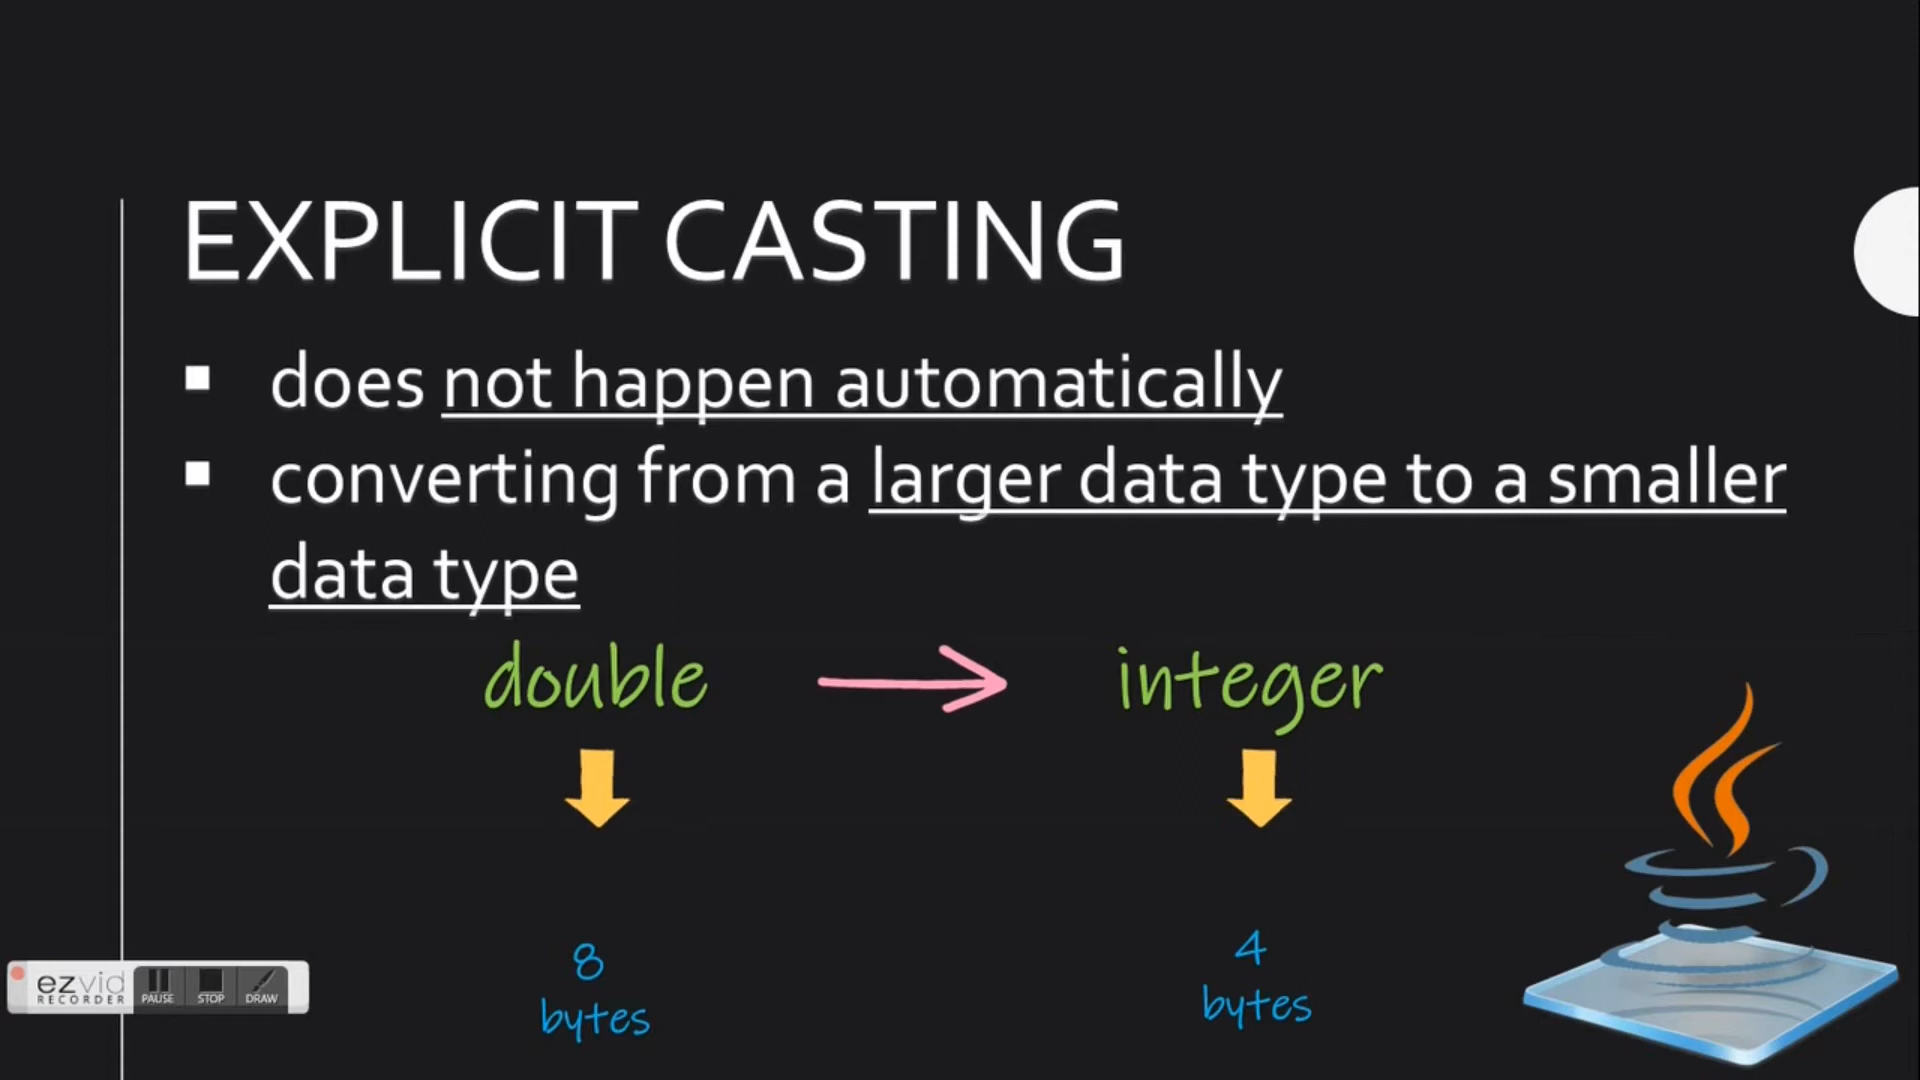 EXPLICIT CASTING
does not happen automatically
converting from a larger data type to a smaller
data type
double
integer
8
bytes
4
bytes
ezvid
RECORDER
PAUSE
STOP
DRAW